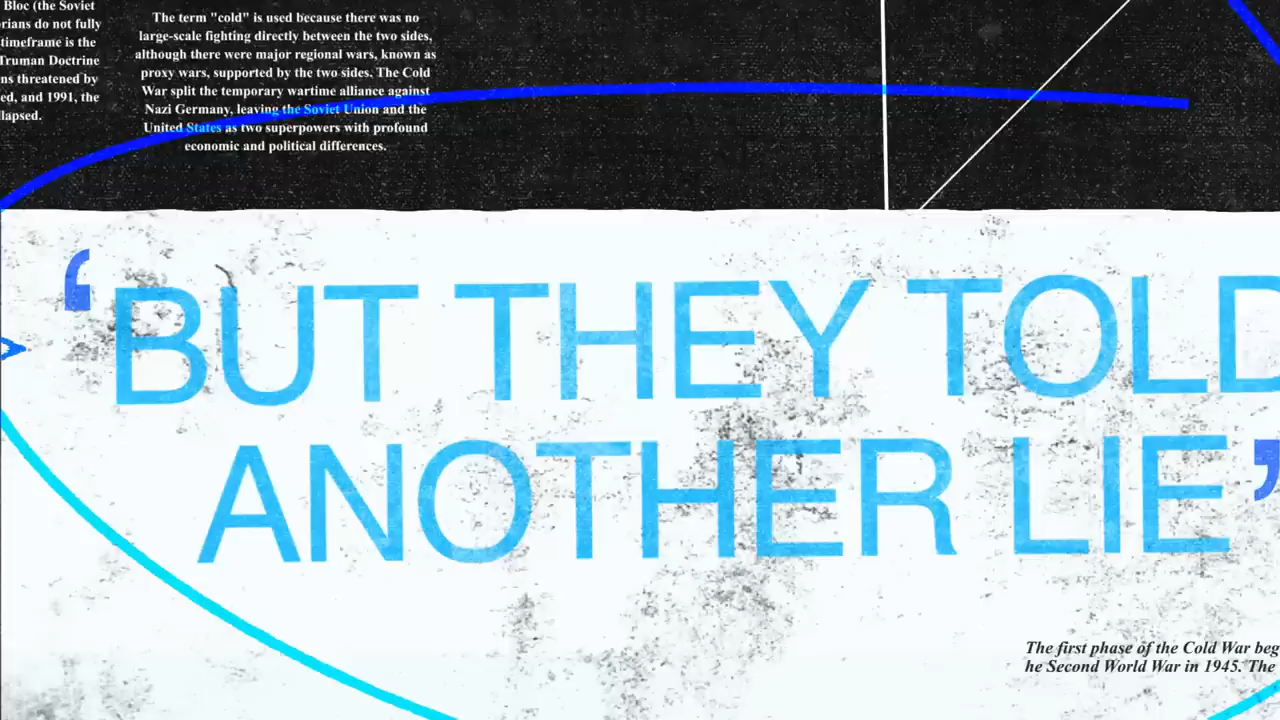 Bloc (the Soviet
rians do not fully
timeframe is the
Truman Doctrine
ns threatened by
ed, and 1991, the
lapsed.
The term "cold" is used because there was no
large-scale fighting directly between the two sides,
although there were major regional wars, known as
proxy wars, supported by the two sides. The Cold
War split the temporary wartime alliance against
Nazi Germany, leaving the Soviet Union and the
United States as two superpowers with profound
economic and political differences.
‘BUT THEY TOLD
ANOTHER LIE’
The first phase of the Cold War beg
he Second World War in 1945. The